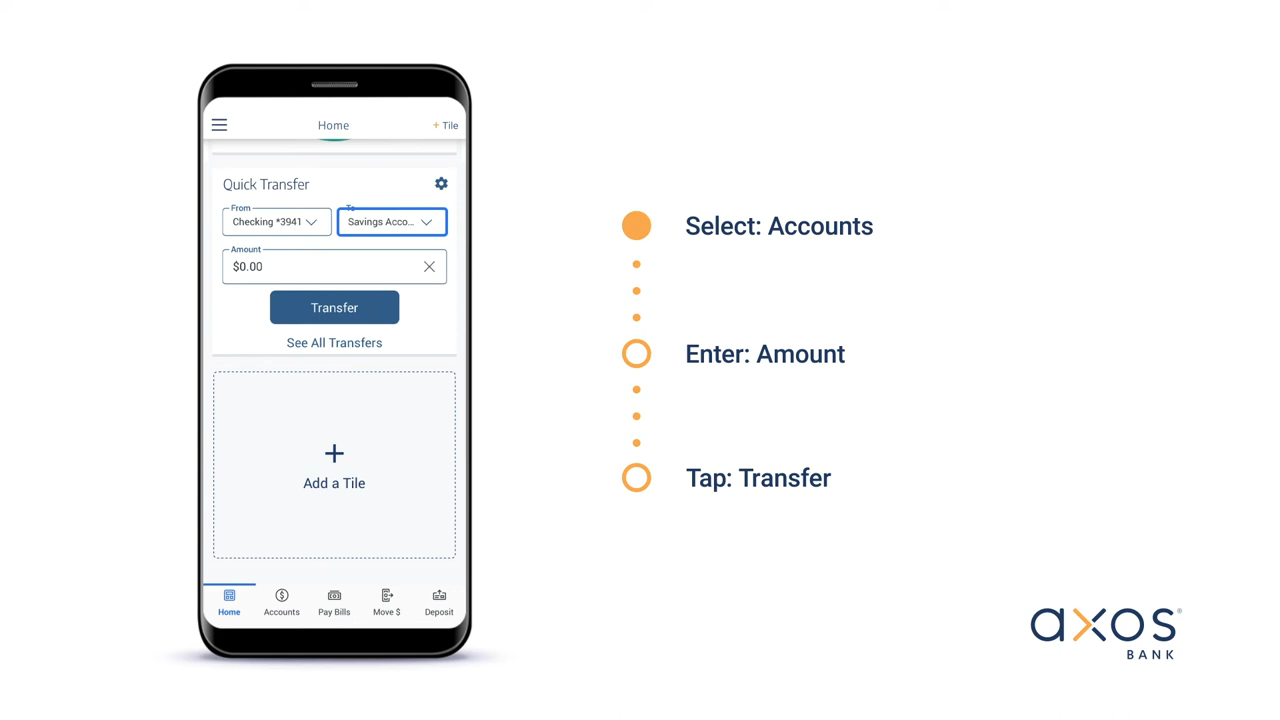 Home
+ Tile
Quick Transfer
From
To
Checking *3941
Savings Acco...
Amount
$0.00
Transfer
See All Transfers
+
Add a Tile
Home
Accounts
Pay Bills
Move $
Deposit
Select: Accounts
Enter: Amount
Tap: Transfer
axos®
BANK